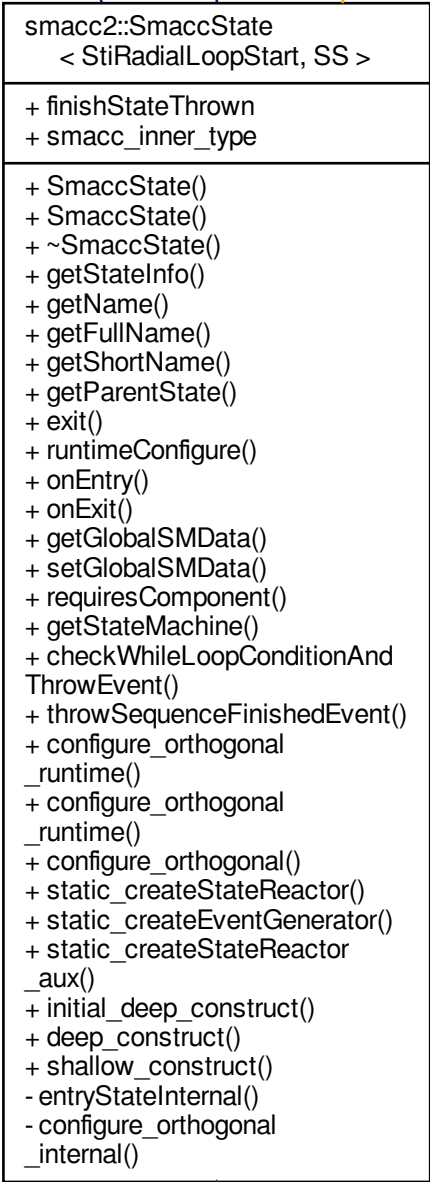 smacc2::SmaccState
< StiRadialLoopStart, SS >
+ finishStateThrown
+ smacc_inner_type
+ SmaccState()
+ SmaccState()
+ ~SmaccState()
+ getStateInfo()
+ getName()
+ getFullName()
+ getShortName()
+ getParentState()
+ exit()
+ runtimeConfigure()
+ onEntry()
+ onExit()
+ getGlobalSMData()
+ setGlobalSMData()
+ requiresComponent()
+ getStateMachine()
+ checkWhileLoopConditionAnd
ThrowEvent()
+ throwSequenceFinishedEvent()
+ configure_orthogonal
_runtime()
+ configure_orthogonal
_runtime()
+ configure_orthogonal()
+ static_createStateReactor()
+ static_createEventGenerator()
+ static_createStateReactor
_aux()
+ initial_deep_construct()
+ deep_construct()
+ shallow_construct()
- entryStateInternal()
- configure_orthogonal
_internal()